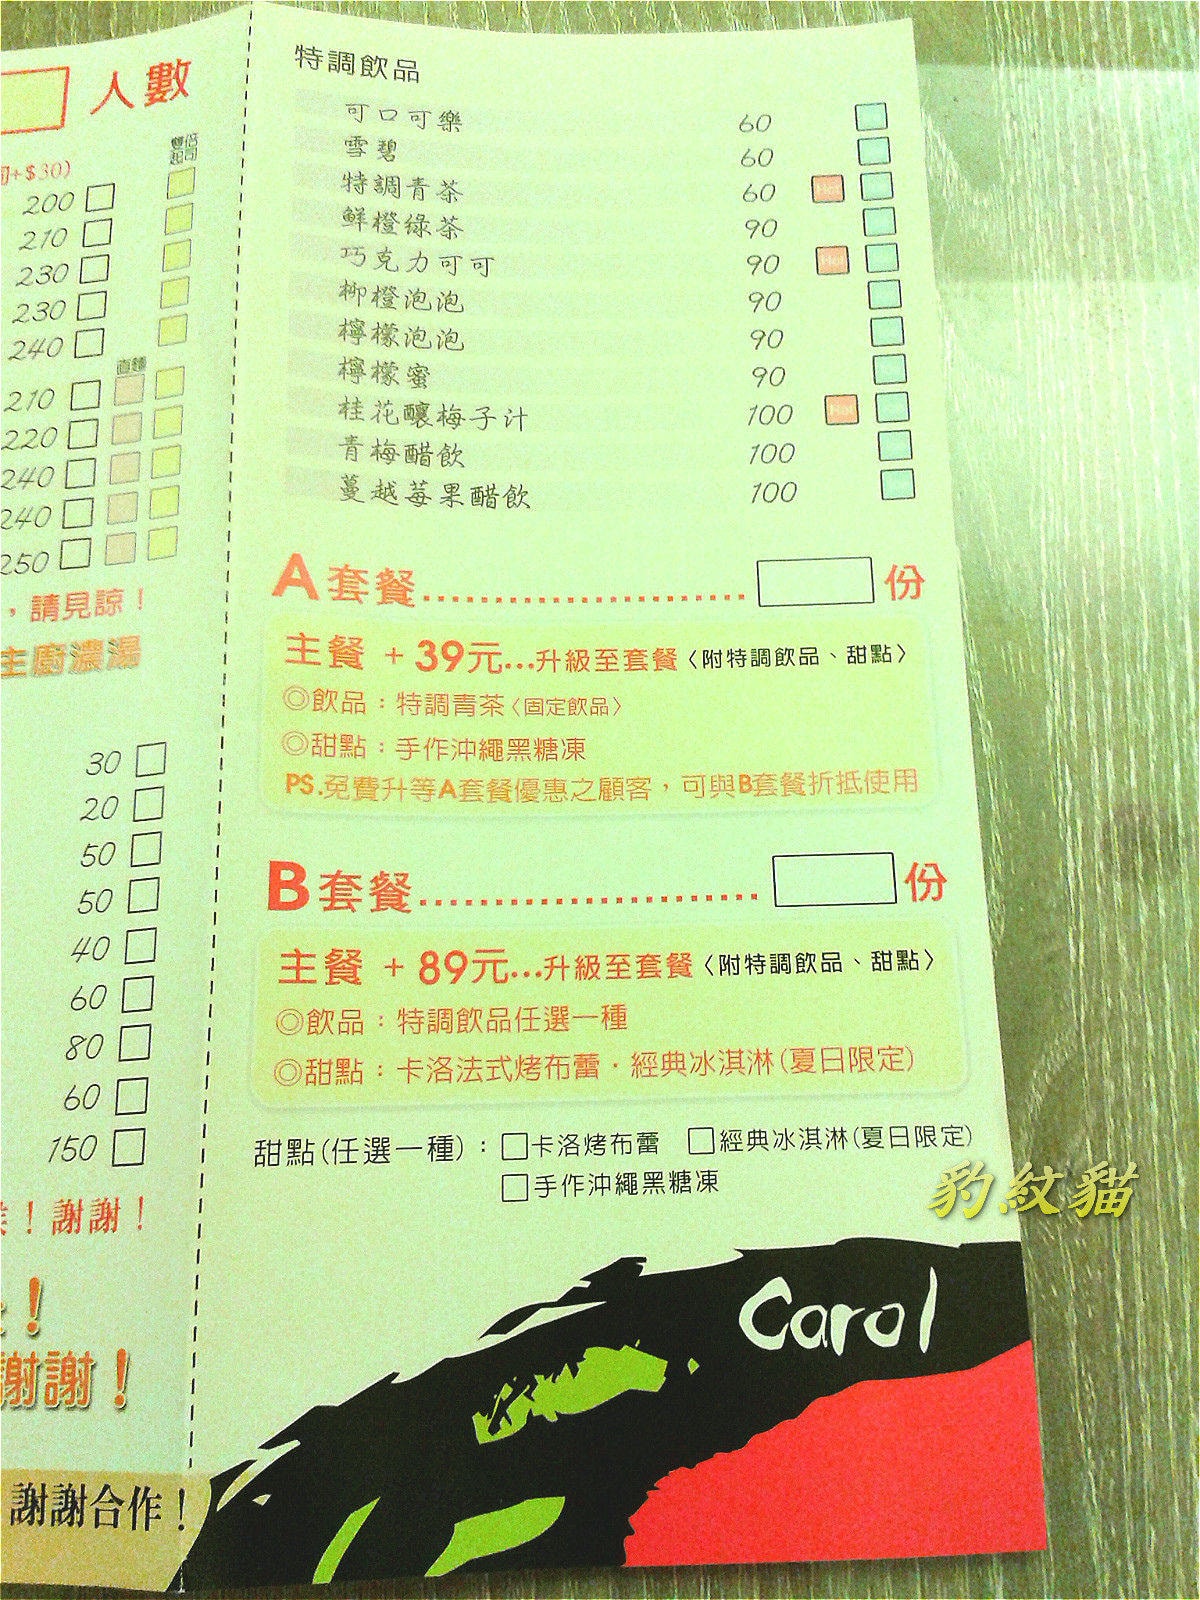 人數
雙倍
起司
+$30)
200
210
230
230
240
直麵
210
220
240
240
250
，請見諒！
主廚濃湯
30
20
50
50
40
60
80
60
150
！謝謝！
！
謝謝！
謝謝合作！
特調飲品
可口可樂 60
雪碧 60
特調青茶 60 Hot
鮮橙綠茶 90
巧克力可可 90 Hot
柳橙泡泡 90
檸檬泡泡 90
檸檬蜜 90
桂花釀梅子汁 100 Hot
青梅醋飲 100
蔓越莓果醋飲 100
A套餐 份
主餐 + 39元...升級至套餐〈附特調飲品、甜點〉
◎飲品：特調青茶〈固定飲品〉
◎甜點：手作沖繩黑糖凍
PS.免費升等A套餐優惠之顧客，可與B套餐折抵使用
B套餐 份
主餐 + 89元...升級至套餐〈附特調飲品、甜點〉
◎飲品：特調飲品任選一種
◎甜點：卡洛法式烤布蕾．經典冰淇淋(夏日限定)
甜點(任選一種)：□卡洛烤布蕾 □經典冰淇淋(夏日限定)
□手作沖繩黑糖凍
豹紋貓
Carol